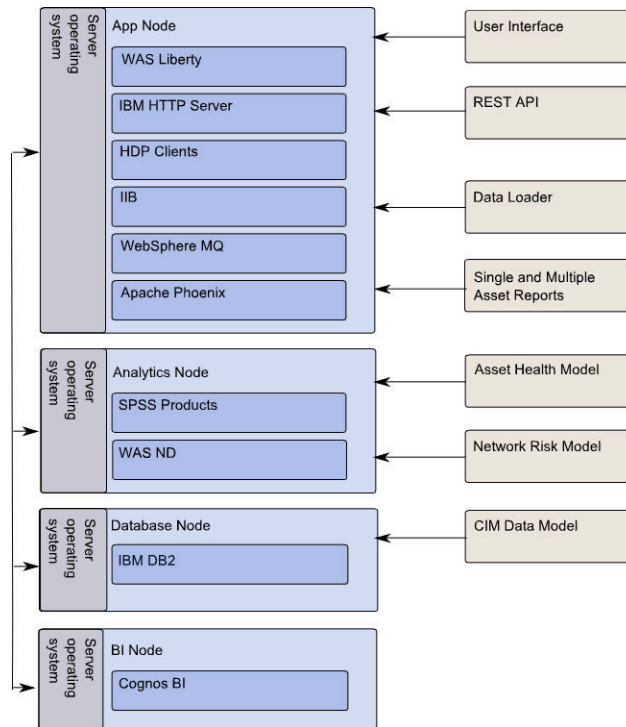 Server
operating
system
App Node
WAS Liberty
IBM HTTP Server
HDP Clients
IIB
WebSphere MQ
Apache Phoenix
User Interface
REST API
Data Loader
Single and Multiple
Asset Reports
Server
operating
system
Analytics Node
SPSS Products
WAS ND
Asset Health Model
Network Risk Model
Server
operating
system
Database Node
IBM DB2
CIM Data Model
Server
operating
system
BI Node
Cognos BI